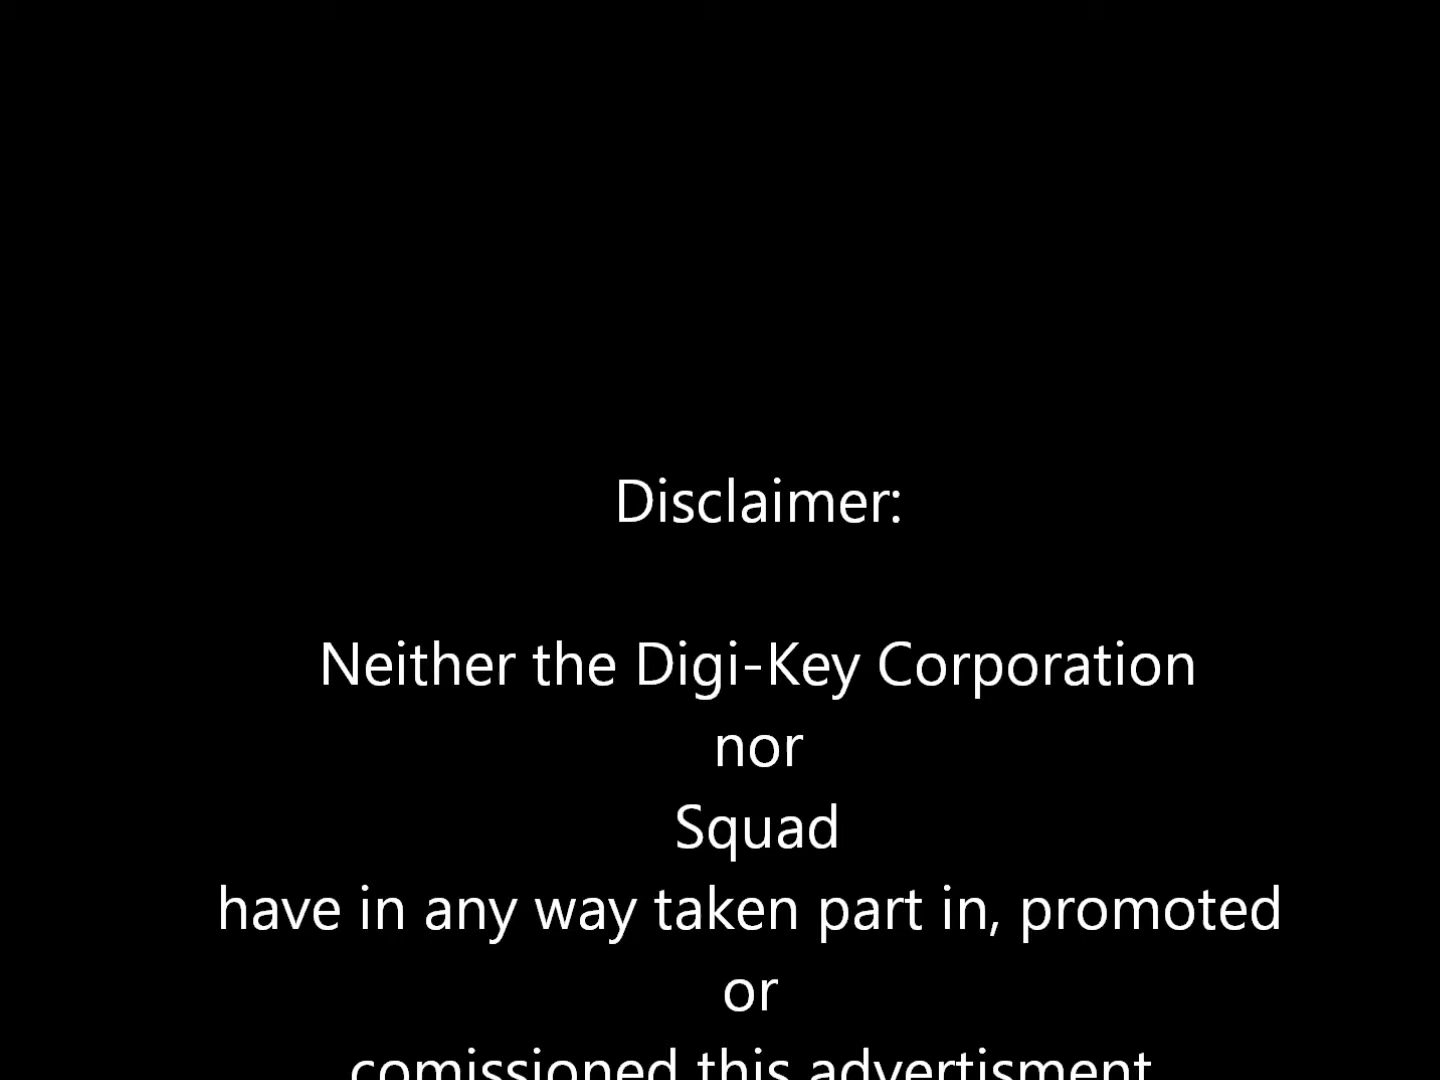 Disclaimer:
Neither the Digi-Key Corporation
nor
Squad
have in any way taken part in, promoted
or
comissioned this advertisment